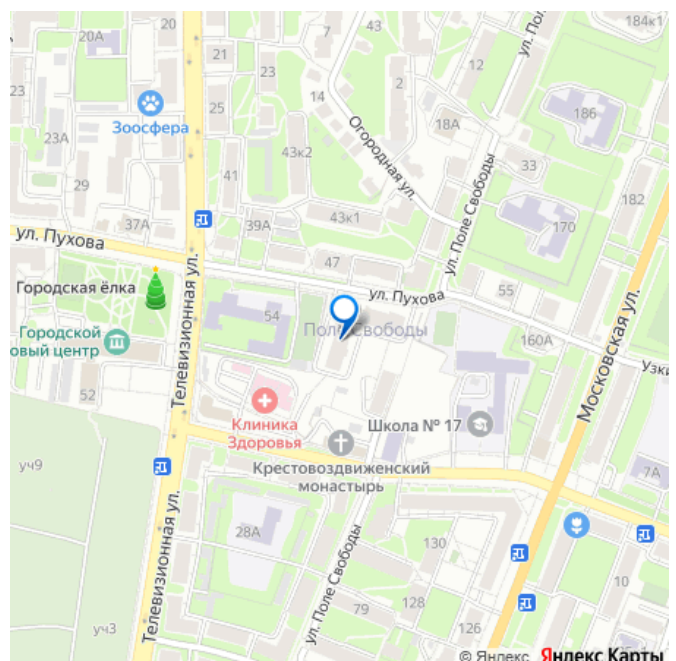 20
20А
23
Зоосфера
23А
29
37А
21
25
23
7
43
14
2
12
ул. Поле
184к1
186
18А
Огородная ул.
43к2
41
39А
43к1
33
182
170
ул. Поле Свободы
ул. Пухова
47
ул. Пухова
55
Городская ёлка
54
Поле Свободы
160А
Узки
Московская ул.
Городской
овый центр
52
Телевизионная ул.
Клиника
Здоровья
Школа № 17
Крестовоздвиженский
монастырь
7А
уч9
Телевизионная ул.
28А
130
10
ул. Поле Свободы
79
128
126
уч3
© Яндекс Яндекс Карты